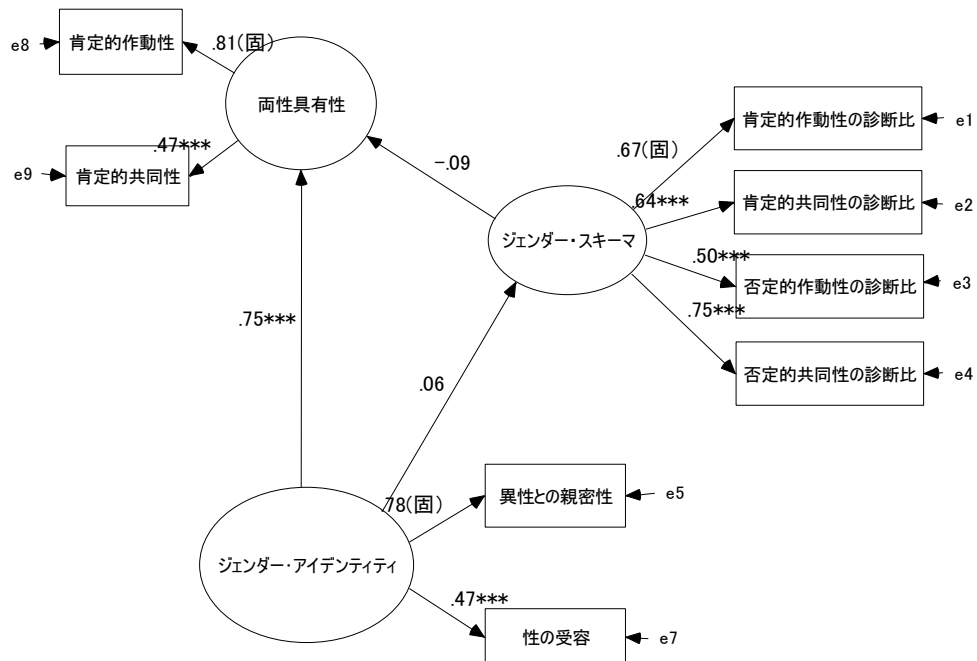 e8
肯定的作動性
.81(固)
両性具有性
e9
肯定的共同性
.47***
-.09
.67(固)
肯定的作動性の診断比
e1
ジェンダー・スキーマ
.64***
肯定的共同性の診断比
e2
.50***
否定的作動性の診断比
e3
.75***
否定的共同性の診断比
e4
.75***
.06
ジェンダー・アイデンティティ
.78(固)
異性との親密性
e5
.47***
性の受容
e7